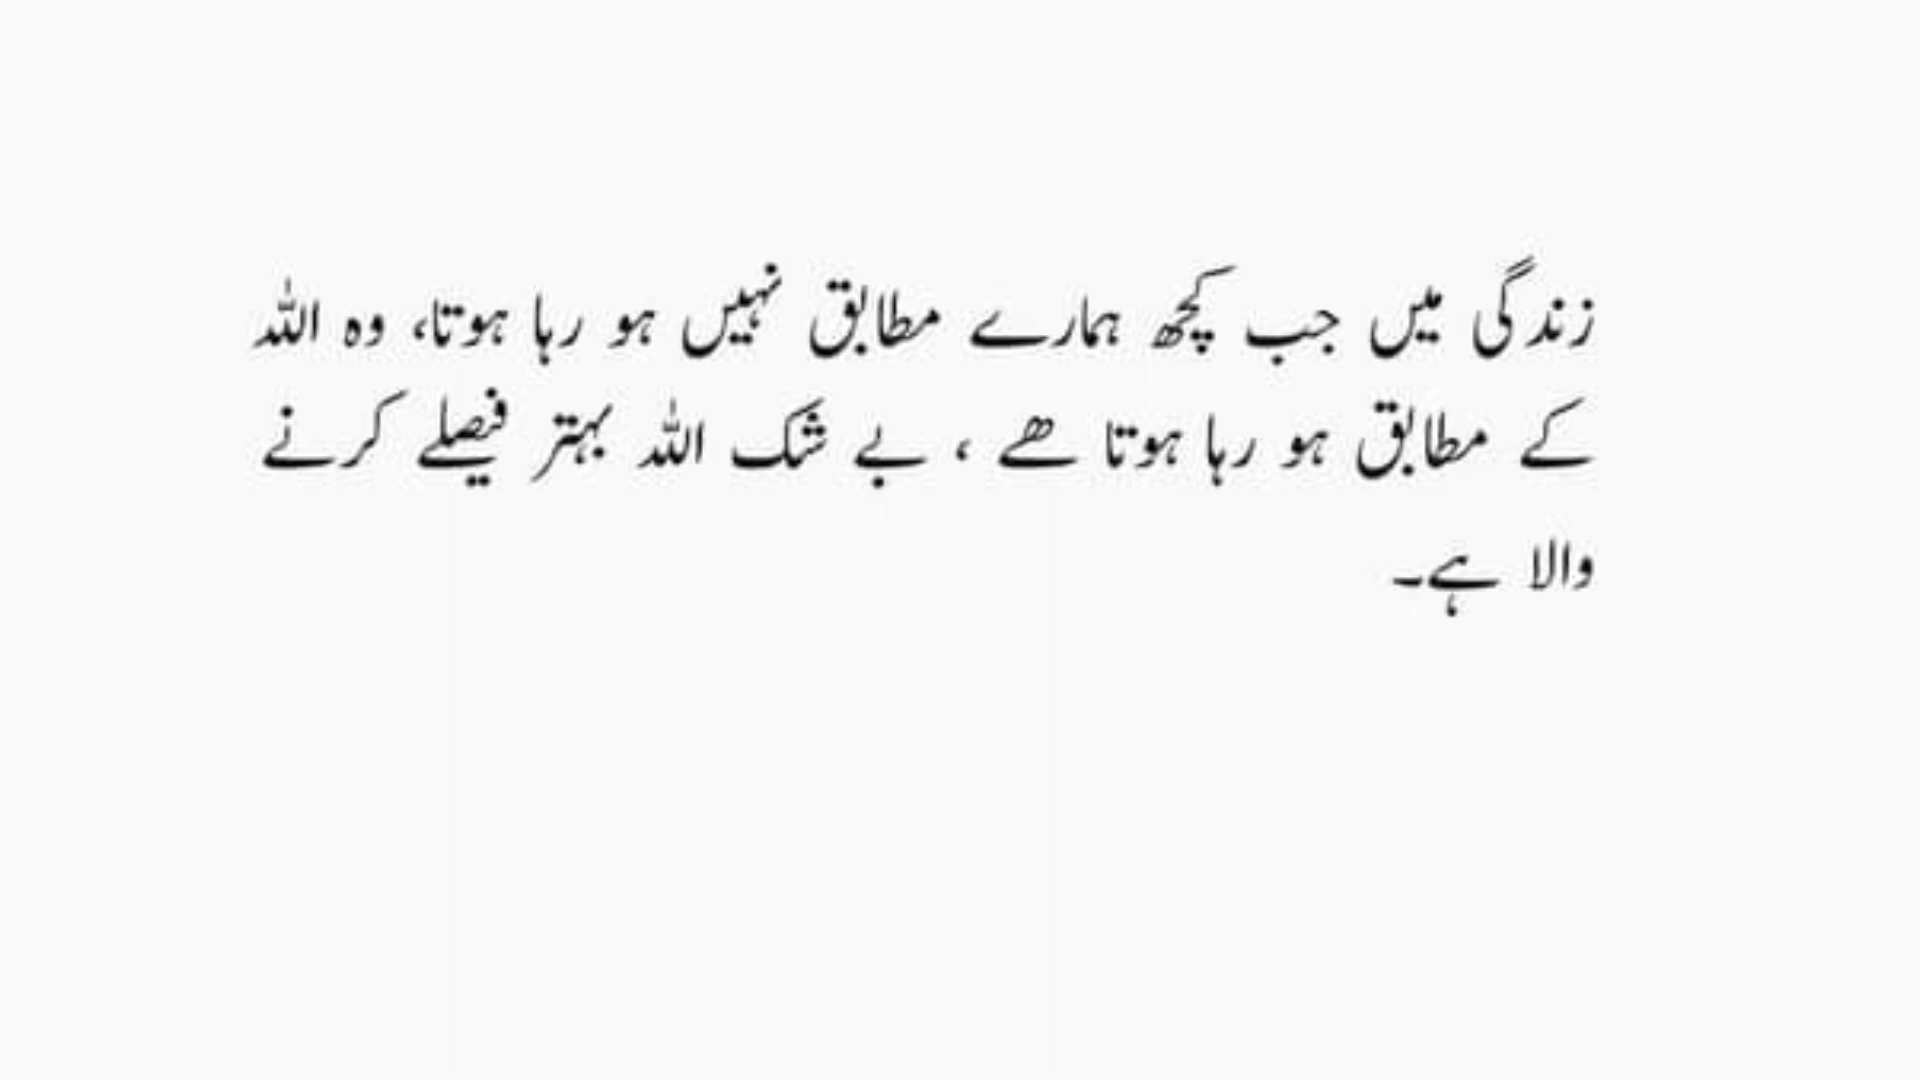 زندگی میں جب کچھ ہمارے مطابق نہیں ہو رہا ہوتا، وہ اللہ
کے مطابق ہو رہا ہوتا ھے ، بے شک اللہ بہتر فیصلے کرنے
والا ہے۔